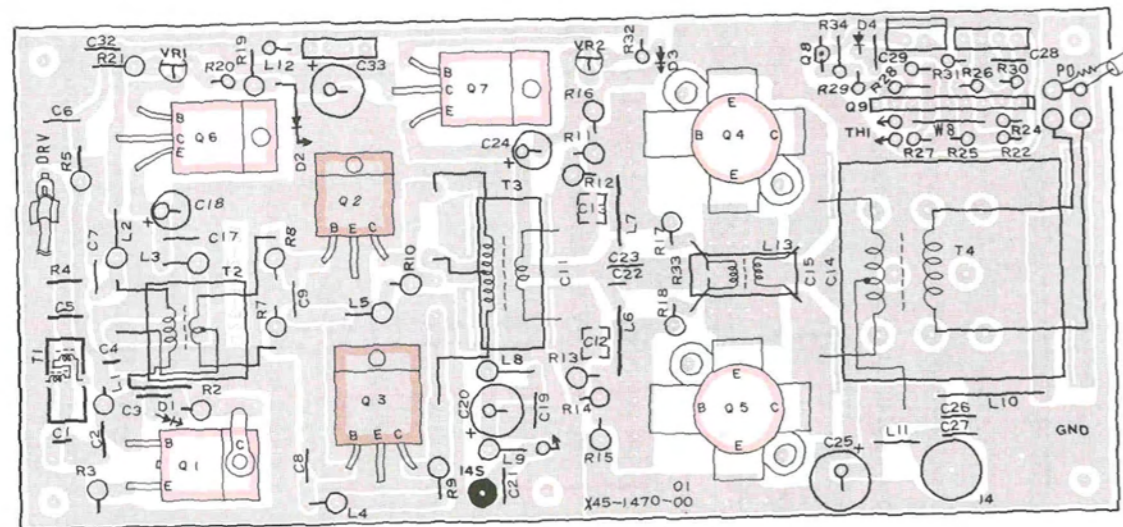 C32
R21
VR1
R19
R20
L12
C33
VR2
R32
D3
R34
D4
Q8
C29
C28
R31
R26
R30
PO
R28
R29
C6
B
C
E
Q6
B
C
E
Q7
R16
E
B
Q4
C
E
Q9
TH1
W8
R24
R27
R25
R22
DRV
R5
D2
Q2
B E C
C24
R11
T3
R12
C13
L7
C18
L2
C17
R8
L3
C7
T2
R10
R17
L13
C23
C22
R33
C11
C15
C14
T4
R4
C5
R7
C9
L5
L6
R18
T1
C4
C12
L1
R2
C3
D1
Q3
L8
R13
C20
C19
R14
E
B
Q5
C
E
L10
C26
C27
L11
GND
C1
C2
B
C
E
Q1
B E C
C8
R9
14S
L9
C21
R15
C25
R3
L4
01
X45-1470-00
14